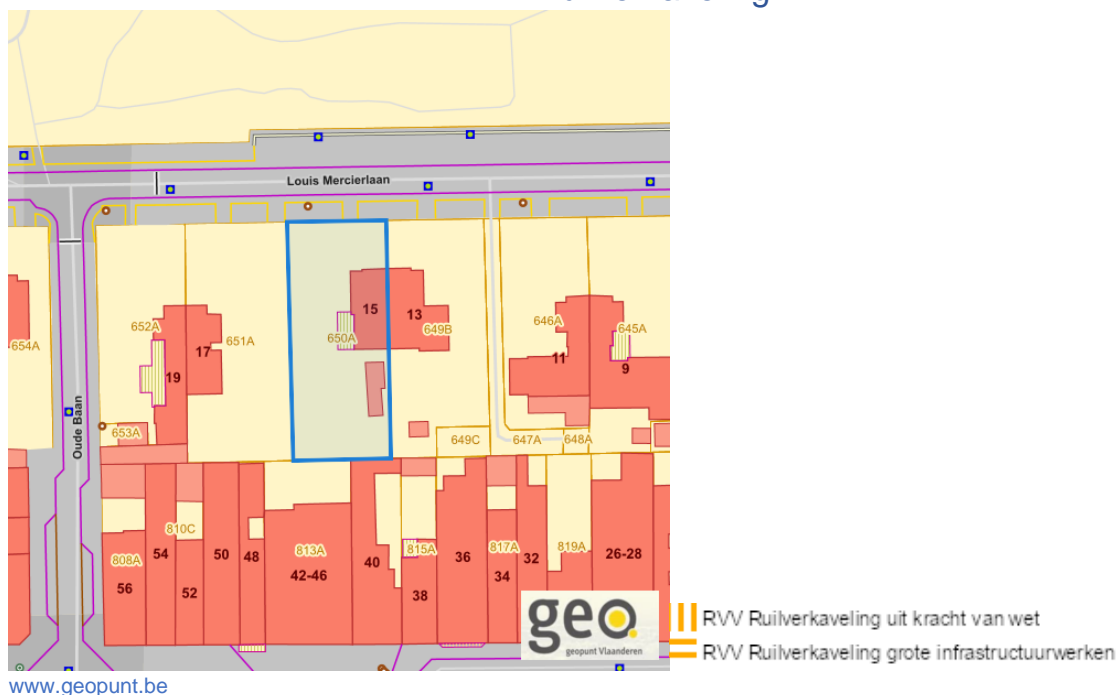 Louis Mercierlaan
Oude Baan
654A
652A
19
653A
17
651A
650A
15
13
649B
649C
646A
11
645A
9
647A
648A
808A
56
54
810C
52
50
48
813A
42-46
40
815A
38
36
817A
34
32
819A
26-28
geo.
geopunt Vlaanderen
RVV Ruilverkaveling uit kracht van wet
RVV Ruilverkaveling grote infrastructuurwerken
www.geopunt.be